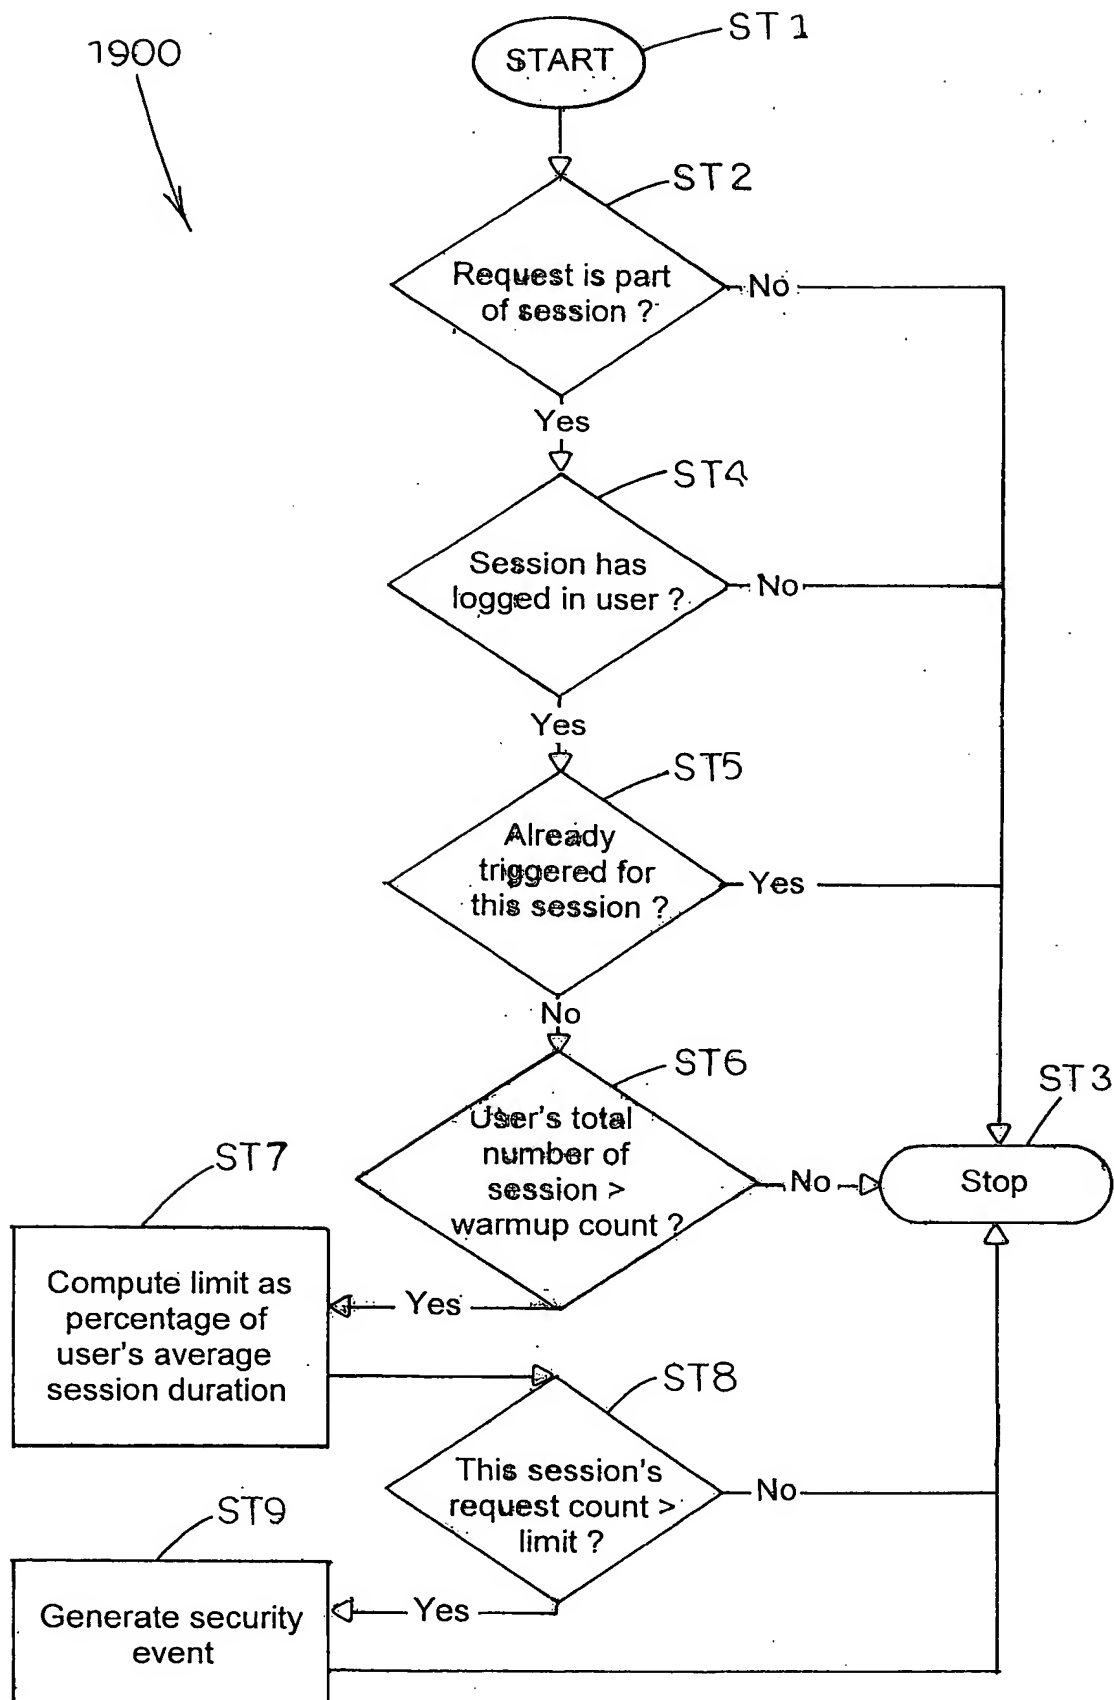 1900
START
ST1
ST2
Request is part
of session ?
No
Yes
ST4
Session has
logged in user ?
No
Yes
ST5
Already
triggered for
this session ?
Yes
No
ST6
User's total
number of
session >
warmup count ?
No
ST3
Stop
ST7
Compute limit as
percentage of
user's average
session duration
Yes
ST8
This session's
request count >
limit ?
No
ST9
Generate security
event
Yes